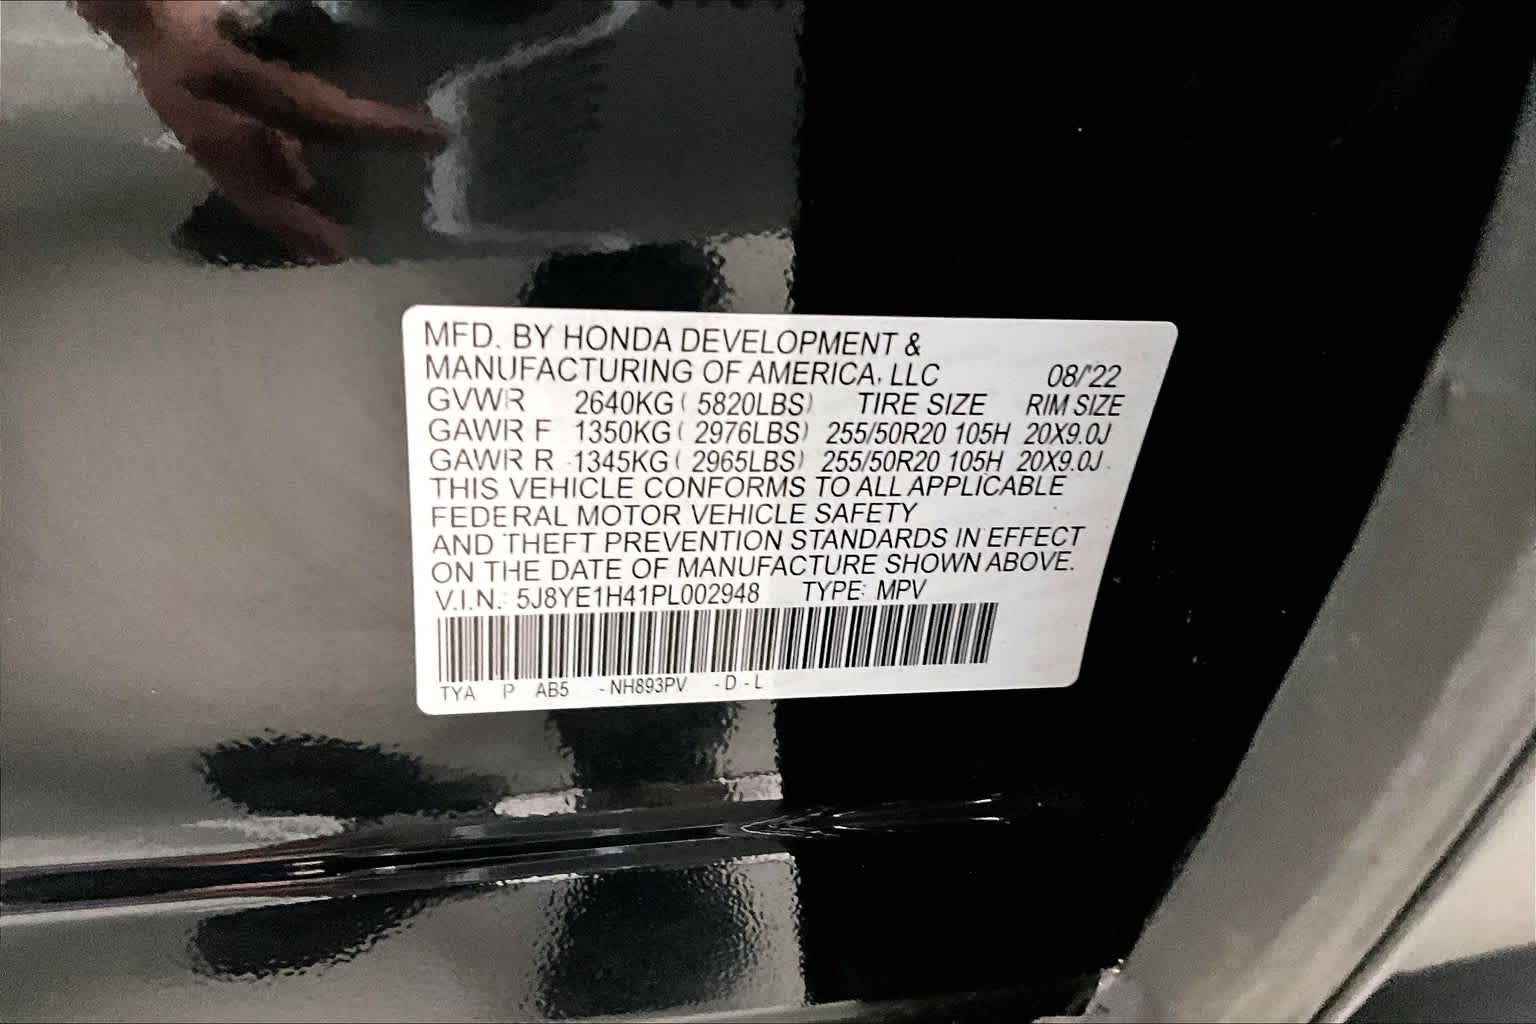 MFD. BY HONDA DEVELOPMENT &
MANUFACTURING OF AMERICA, LLC 08/'22
GVWR 2640KG ( 5820LBS) TIRE SIZE RIM SIZE
GAWR F 1350KG ( 2976LBS) 255/50R20 105H 20X9.0J
GAWR R 1345KG ( 2965LBS) 255/50R20 105H 20X9.0J
THIS VEHICLE CONFORMS TO ALL APPLICABLE
FEDERAL MOTOR VEHICLE SAFETY
AND THEFT PREVENTION STANDARDS IN EFFECT
ON THE DATE OF MANUFACTURE SHOWN ABOVE.
V.I.N.: 5J8YE1H41PL002948 TYPE: MPV
TYA P AB5 -NH893PV -D-L